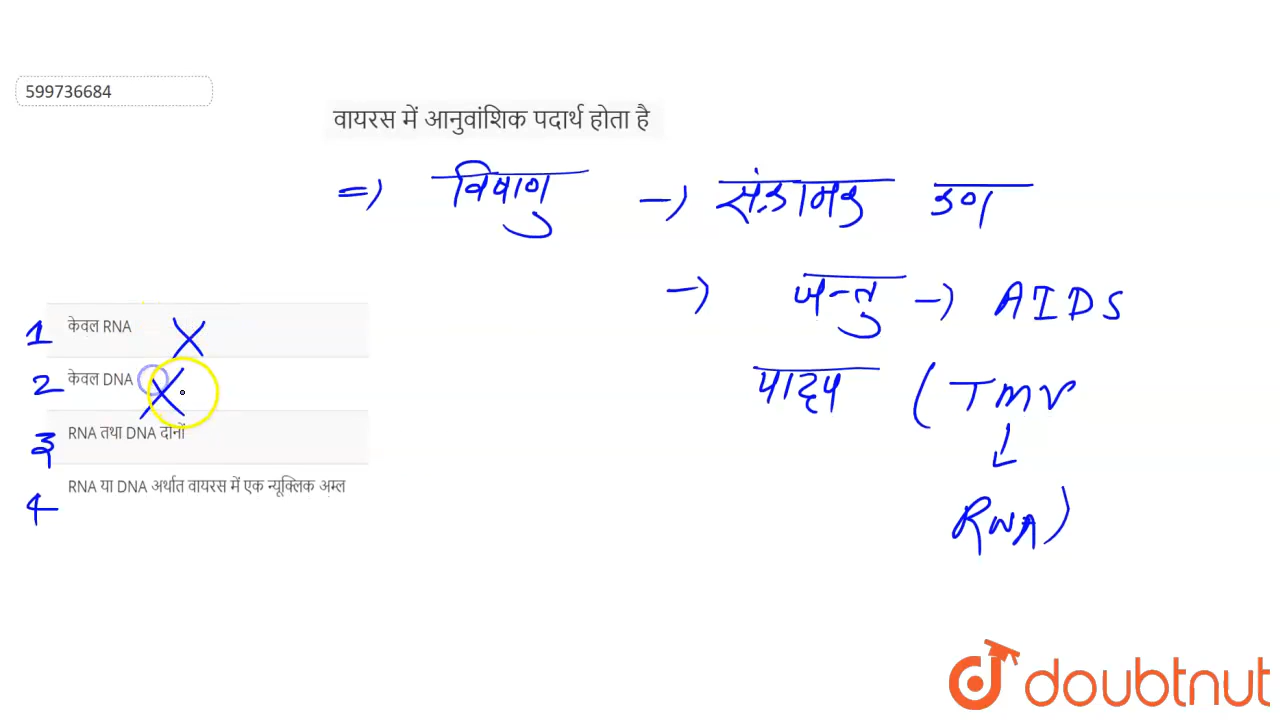 599736684
वायरस में आनुवांशिक पदार्थ होता है
=) विषाणु -) संक्रामक कण
-) जन्तु -) AIDS
पादप ( TMV
↓
RNA )
1 केवल RNA X
2 केवल DNA X
3 RNA तथा DNA दोनों
4 RNA या DNA अर्थात वायरस में एक न्यूक्लिक अम्ल
doubtnut